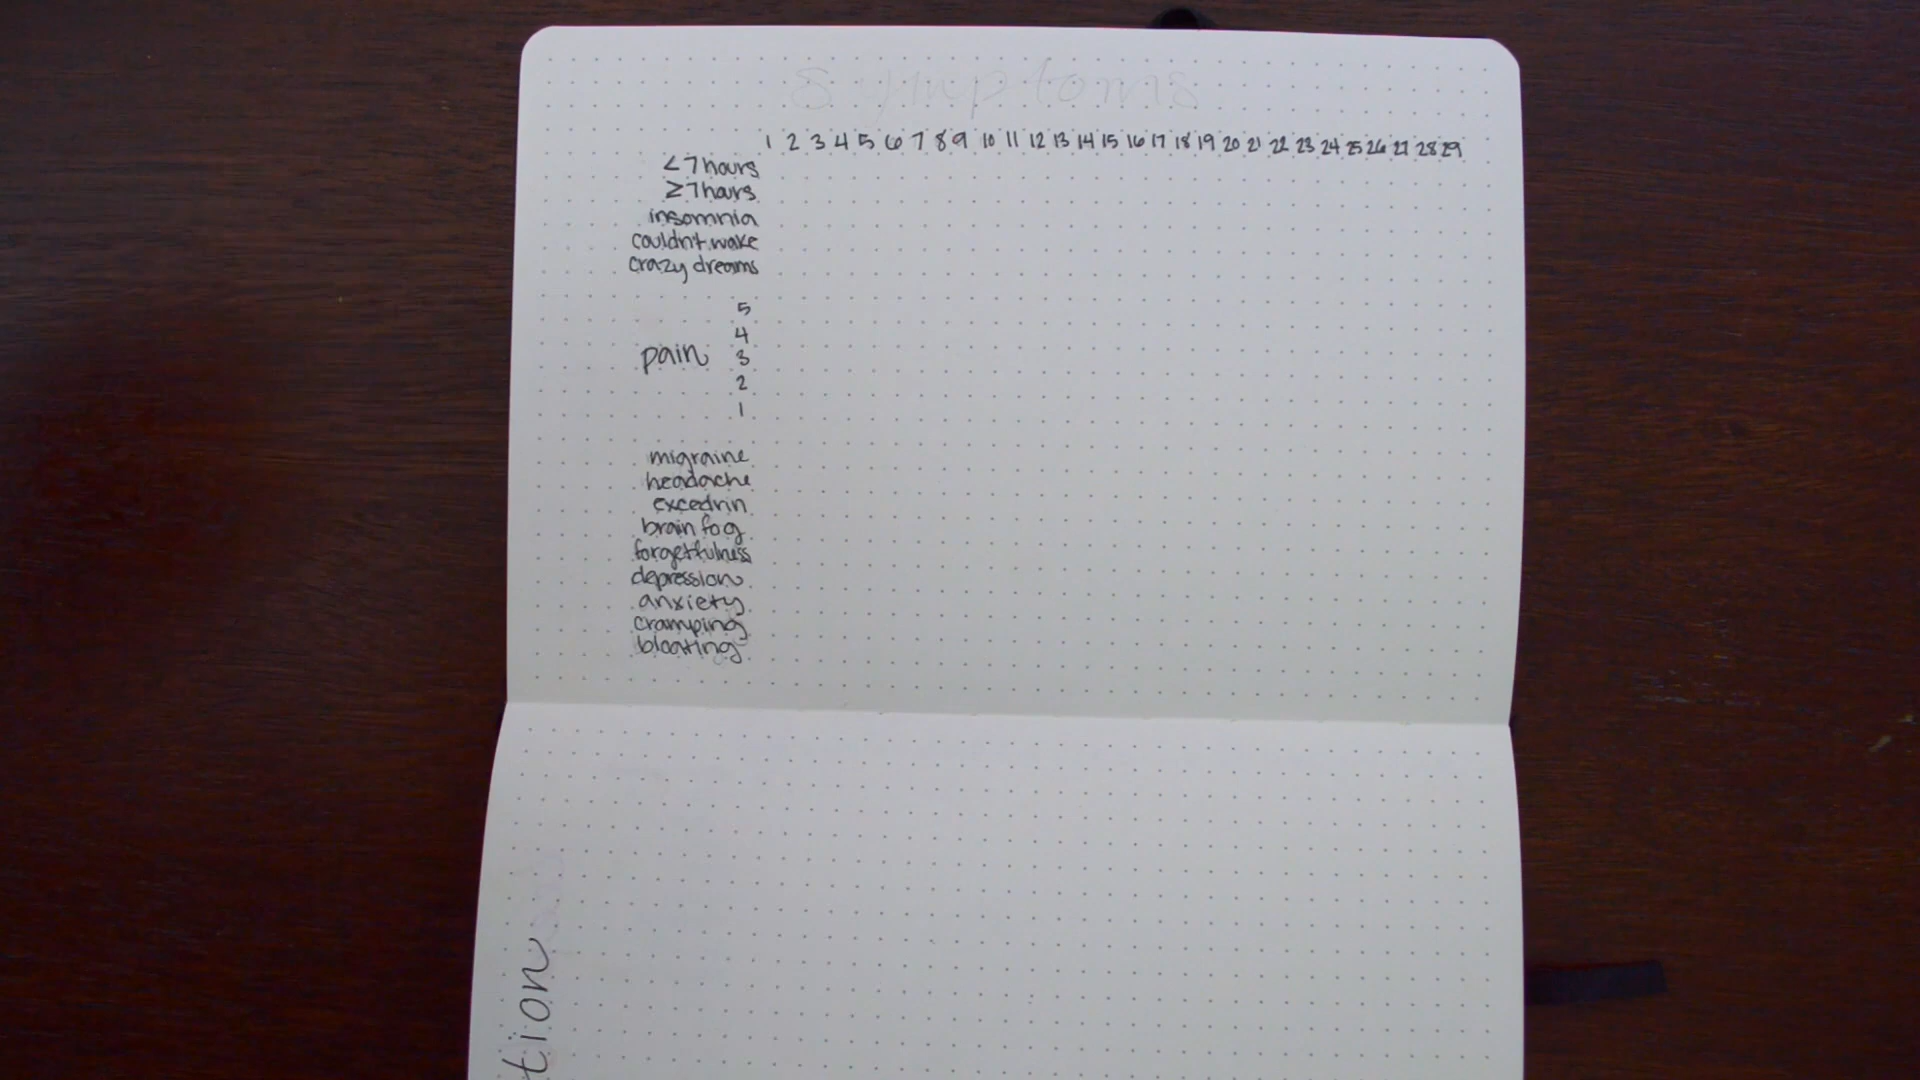 Symptoms
1 2 3 4 5 6 7 8 9 10 11 12 13 14 15 16 17 18 19 20 21 22 23 24 25 26 27 28 29
<7 hours
≥7 hours
insomnia
couldn't wake
crazy dreams
5
4
pain 3
2
1
migraine
headache
excedrin
brain fog
forgetfulness
depression
anxiety
cramping
bloating
tion